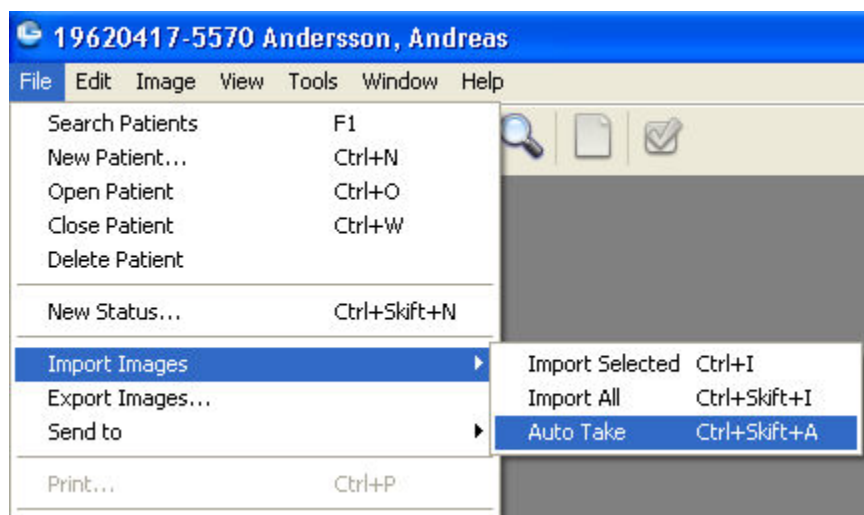 19620417-5570 Andersson, Andreas
File Edit Image View Tools Window Help
Search Patients F1
New Patient... Ctrl+N
Open Patient Ctrl+O
Close Patient Ctrl+W
Delete Patient
New Status... Ctrl+Skift+N
Import Images
Export Images...
Send to
Print... Ctrl+P
Import Selected Ctrl+I
Import All Ctrl+Skift+I
Auto Take Ctrl+Skift+A